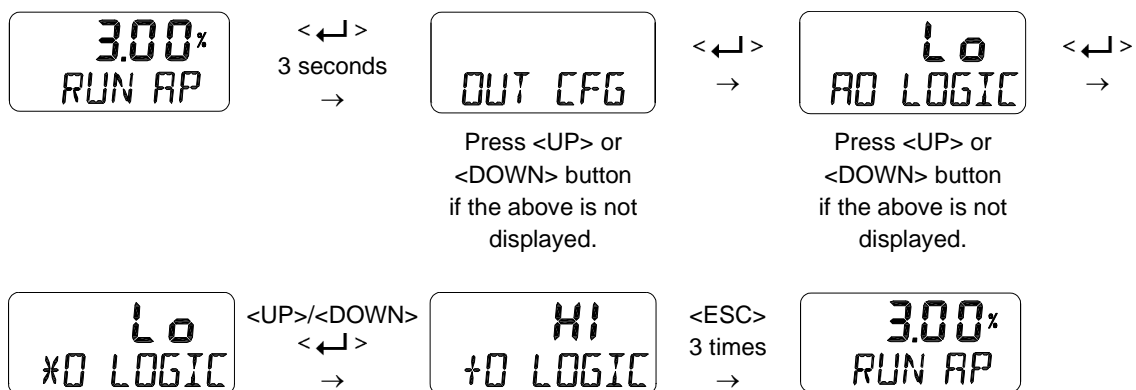 3.00%
RUN AP
<↵>
3 seconds
→
OUT CFG
<↵>
→
Lo
AO LOGIC
<↵>
→
Press <UP> or
<DOWN> button
if the above is not
displayed.
Press <UP> or
<DOWN> button
if the above is not
displayed.
Lo
*O LOGIC
<UP>/<DOWN>
<↵>
→
HI
+O LOGIC
<ESC>
3 times
→
3.00%
RUN AP